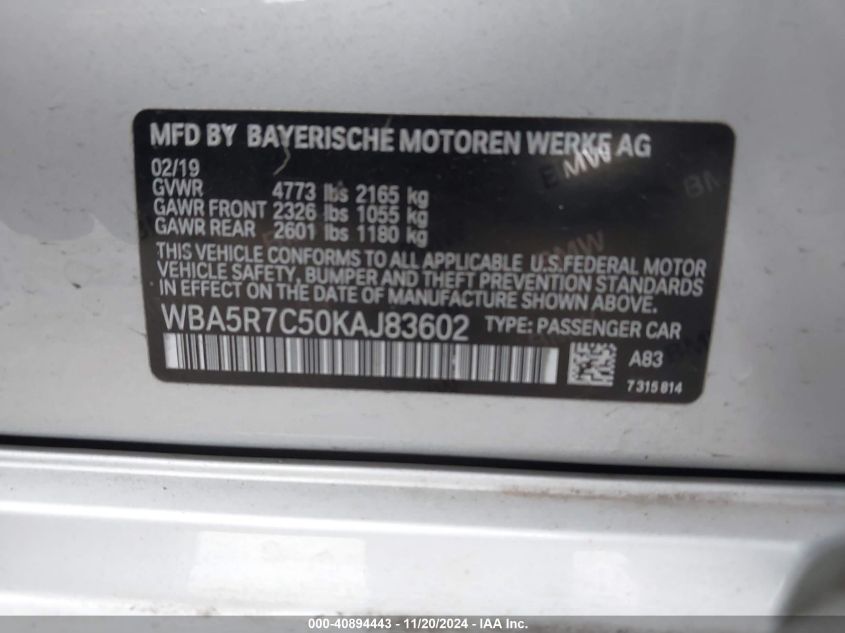 MFD BY BAYERISCHE MOTOREN WERKE AG
02/19
GVWR 4773 lbs 2165 kg
GAWR FRONT 2326 lbs 1055 kg
GAWR REAR 2601 lbs 1180 kg
THIS VEHICLE CONFORMS TO ALL APPLICABLE U.S.FEDERAL MOTOR
VEHICLE SAFETY, BUMPER AND THEFT PREVENTION STANDARDS
IN EFFECT ON THE DATE OF MANUFACTURE SHOWN ABOVE.
WBA5R7C50KAJ83602 TYPE: PASSENGER CAR
A83
7 315 814
BMW
BMW
000-40894443 - 11/20/2024 - IAA Inc.